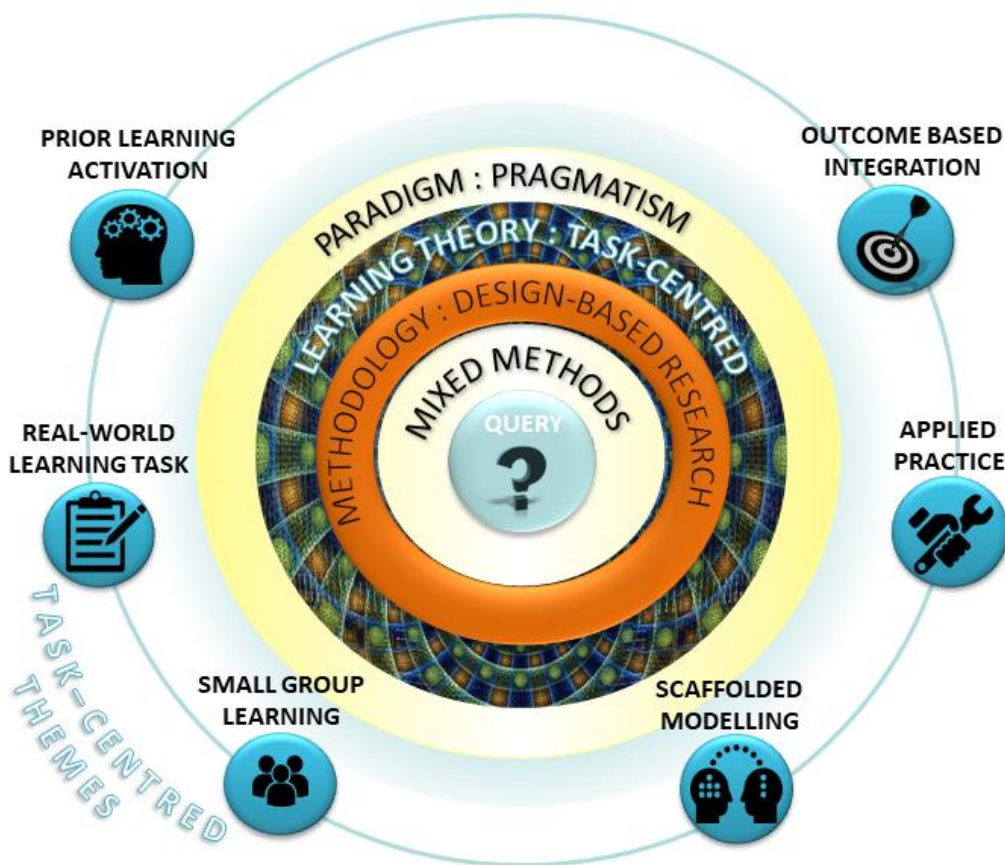 PRIOR LEARNING
ACTIVATION
OUTCOME BASED
INTEGRATION
PARADIGM : PRAGMATISM
LEARNING THEORY : TASK-CENTRED
METHODOLOGY : DESIGN-BASED RESEARCH
MIXED METHODS
QUERY
?
REAL-WORLD
LEARNING TASK
APPLIED
PRACTICE
SMALL GROUP
LEARNING
SCAFFOLDED
MODELLING
TASK-CENTRED
THEMES